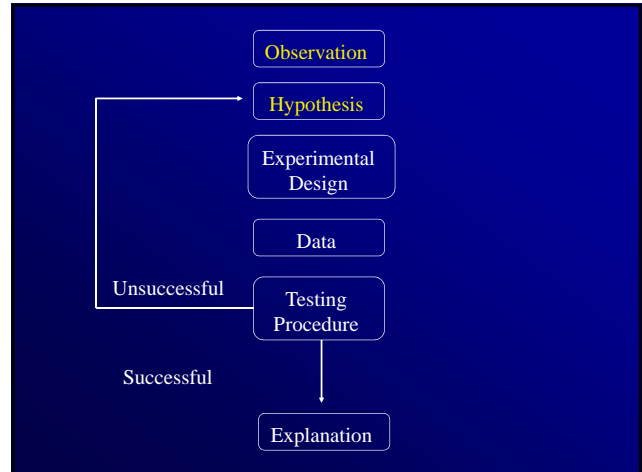 Observation
Hypothesis
Experimental
Design
Data
Unsuccessful
Testing
Procedure
Successful
Explanation